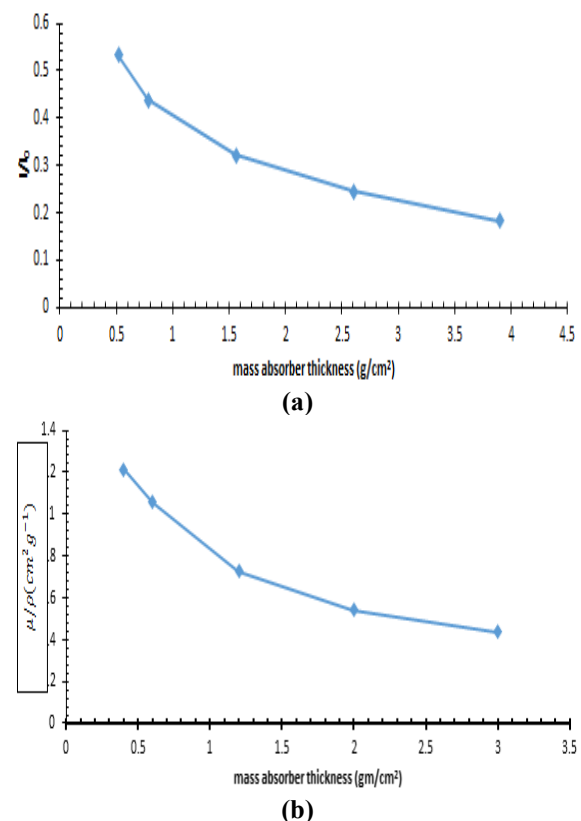 0.6
0.5
0.4
0.3
0.2
0.1
0
I/I₀
0 0.5 1 1.5 2 2.5 3 3.5 4 4.5
mass absorber thickness (g/cm²)
(a)
1.4
.2
1
.8
.6
.4
.2
0
μ/ρ(cm² g⁻¹)
0 0.5 1 1.5 2 2.5 3 3.5
mass absorber thickness (gm/cm²)
(b)